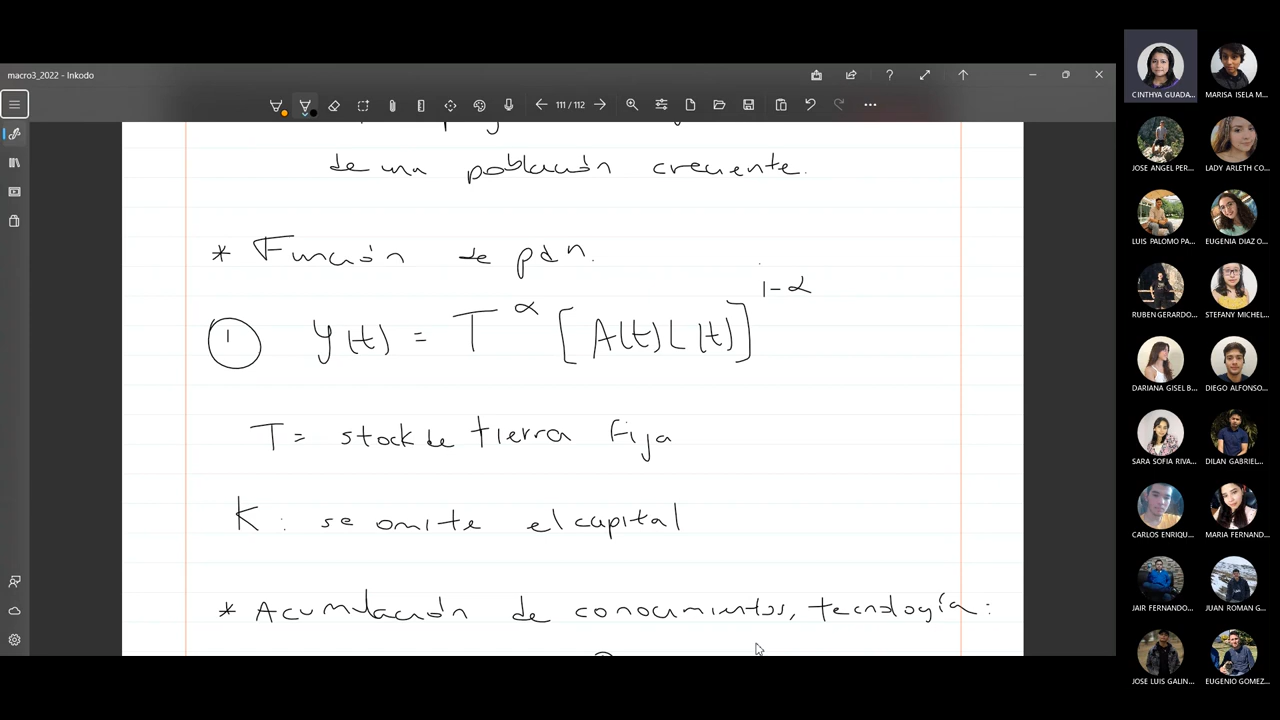 macro3_2022 - Inkodo
111 / 112
de una población creciente.
* Función de pdn.
① Y(t) = T^α [A(t)L(t)]^1-α
T= stock de tierra fija
K: se omite el capital
* Acumulación de conocimientos, tecnología:
CINTHYA GUADA...
MARISA ISELA M...
JOSE ANGEL PER...
LADY ARLETH CO...
LUIS PALOMO PA...
EUGENIA DIAZ O...
RUBEN GERARDO...
STEFANY MICHEL...
DARIANA GISEL B...
DIEGO ALFONSO...
SARA SOFIA RIVA...
DILAN GABRIEL...
CARLOS ENRIQU...
MARIA FERNAND...
JAIR FERNANDO...
JUAN ROMAN G...
JOSE LUIS GALIN...
EUGENIO GOMEZ...